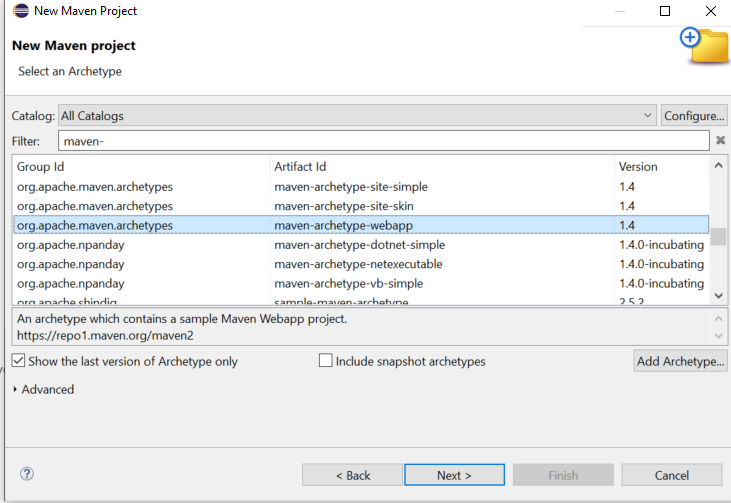 New Maven Project
New Maven project
Select an Archetype
Catalog: All Catalogs Configure...
Filter: maven-
Group Id Artifact Id Version
org.apache.maven.archetypes maven-archetype-site-simple 1.4
org.apache.maven.archetypes maven-archetype-site-skin 1.4
org.apache.maven.archetypes maven-archetype-webapp 1.4
org.apache.npanday maven-archetype-dotnet-simple 1.4.0-incubating
org.apache.npanday maven-archetype-netexecutable 1.4.0-incubating
org.apache.npanday maven-archetype-vb-simple 1.4.0-incubating
org.apache.shindig sample-maven-archetype 2.5.2
An archetype which contains a sample Maven Webapp project.
https://repo1.maven.org/maven2
Show the last version of Archetype only Include snapshot archetypes Add Archetype...
Advanced
? < Back Next > Finish Cancel